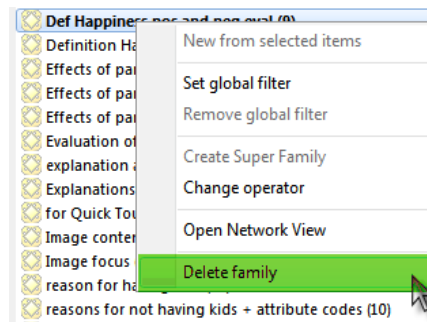 Def Happiness pos and neg eval (9)
Definition Ha
Effects of par
Effects of par
Effects of par
Evaluation of
explanation
Explanations
for Quick Tou
Image conten
Image focus
reason for ha
reasons for not having kids + attribute codes (10)
New from selected items
Set global filter
Remove global filter
Create Super Family
Change operator
Open Network View
Delete family